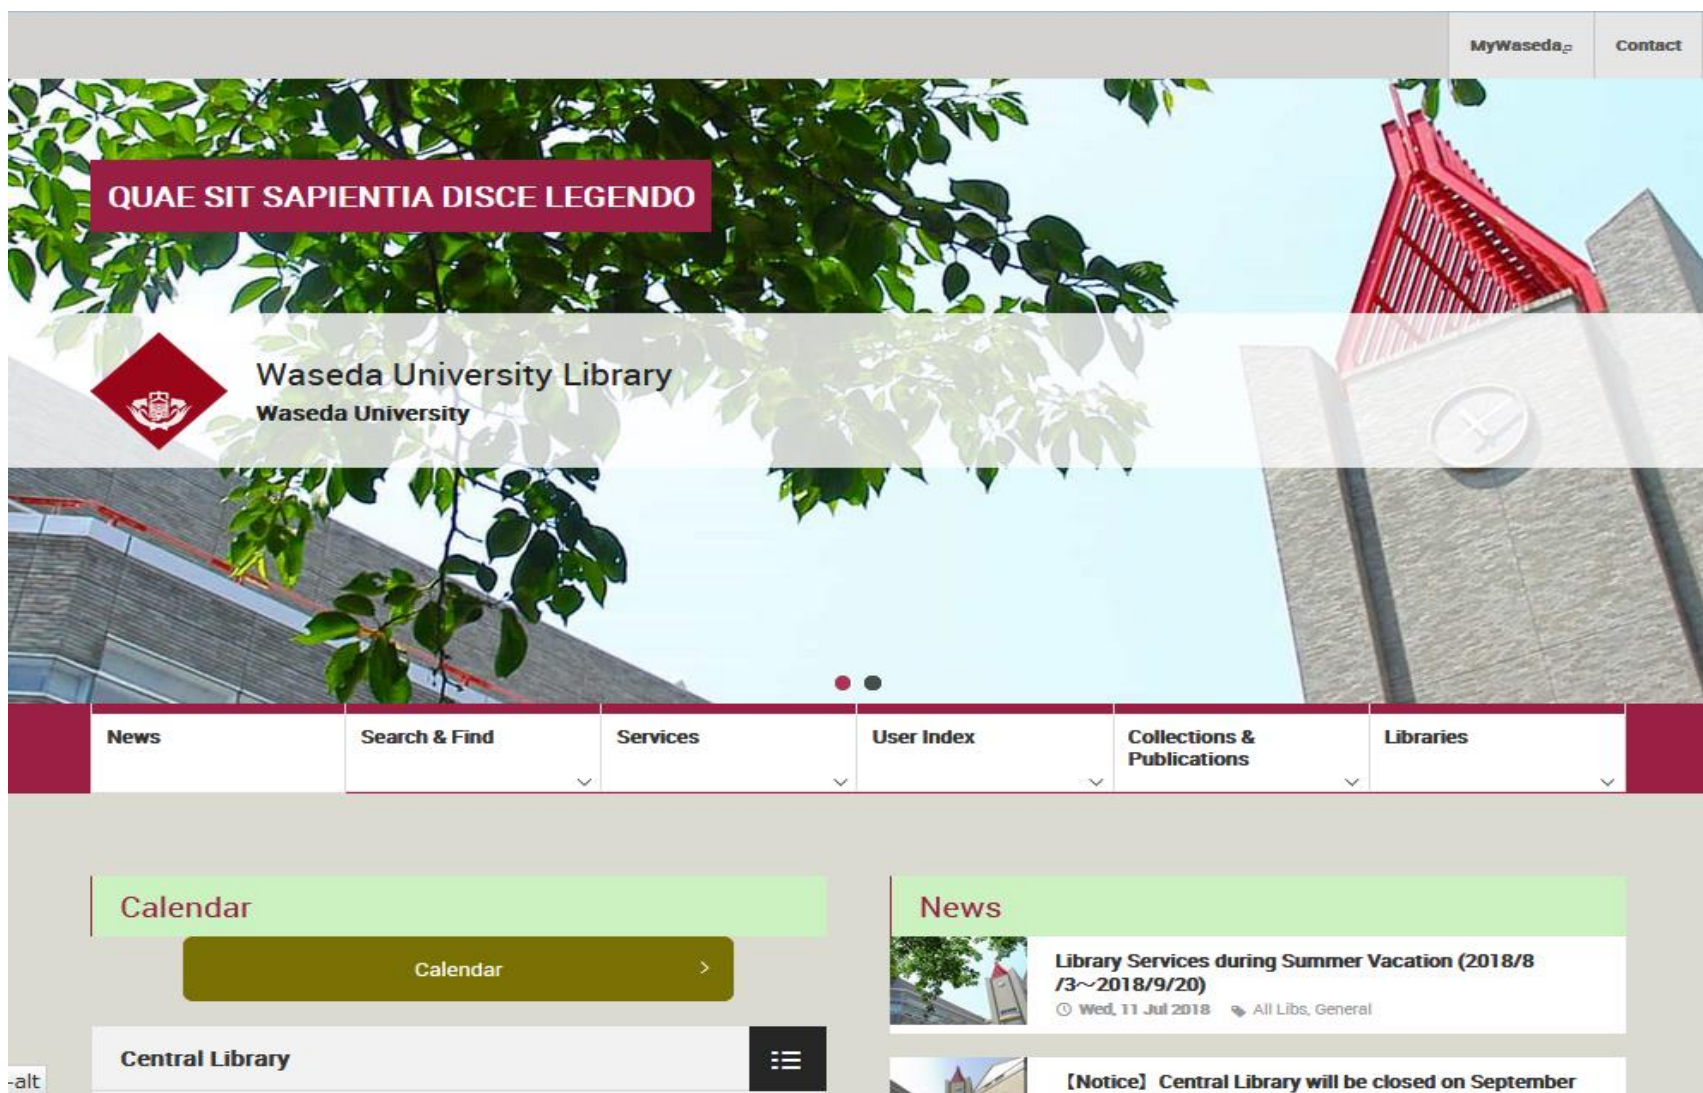 MyWaseda
Contact
QUAE SIT SAPIENTIA DISCE LEGENDO
Waseda University Library
Waseda University
News
Search & Find
Services
User Index
Collections &
Publications
Libraries
Calendar
Calendar
Central Library
-alt
News
Library Services during Summer Vacation (2018/8
/3～2018/9/20)
Wed, 11 Jul 2018 All Libs, General
【Notice】Central Library will be closed on September